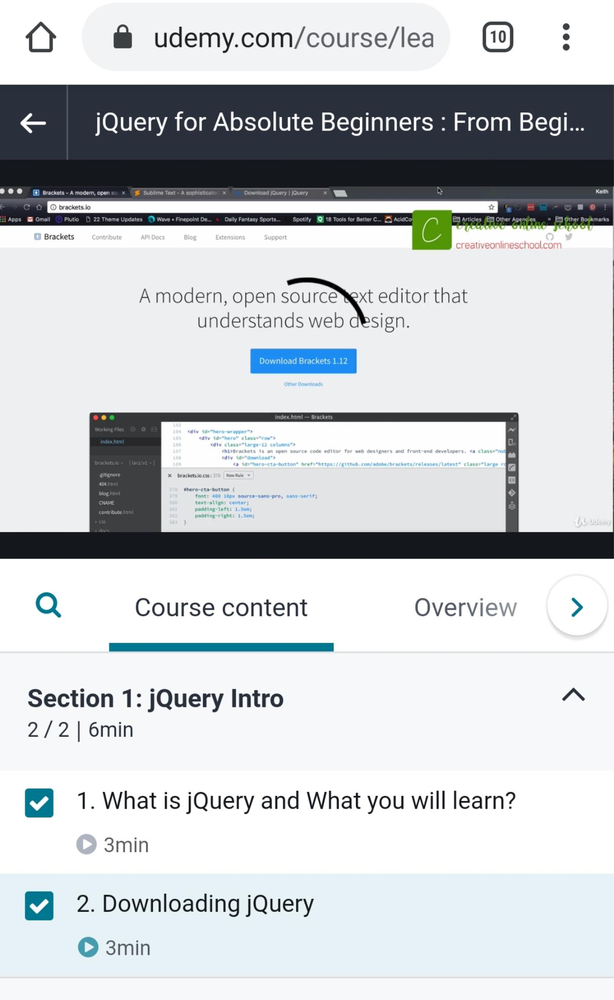 udemy.com/course/lea
10
jQuery for Absolute Beginners : From Begi...
Brackets - A modern, open so
Sublime Text - A sophisticated
Download jQuery | jQuery
Keith
brackets.io
Apps
Gmail
Plutio
22 Theme Updates
Wave • Finepoint De...
Daily Fantasy Sports...
Spotify
18 Tools for Better C...
AcidCo
Articles
Other Agencies
»
Other Bookmarks
Brackets
Contribute
API Docs
Blog
Extensions
Support
C
creative online school
creativeonlineschool.com
A modern, open source text editor that
understands web design.
Download Brackets 1.12
Other Downloads
index.html — Brackets
Working Files
index.html
brackets.io
[ larz/v1 ]
.gitignore
404.html
blog.html
CNAME
contribute.html
css
docs
103
104 <div id="hero-wrapper">
105 <div id="hero" class="row">
106 <div class="large-12 columns">
107 <h1>Brackets is an open source code editor for web designers and front-end developers. <a class="nob
108 <div id="download">
109 <a id="hero-cta-button" href="https://github.com/adobe/brackets/releases/latest" class="large ro
brackets.io.css : 378 New Rule
378 #hero-cta-button {
379 font: 400 18px source-sans-pro, sans-serif;
380 text-align: center;
381 padding-left: 1.5em;
382 padding-right: 1.5em;
383 }
Udemy
Course content
Overview
Section 1: jQuery Intro
2 / 2 | 6min
1. What is jQuery and What you will learn?
3min
2. Downloading jQuery
3min